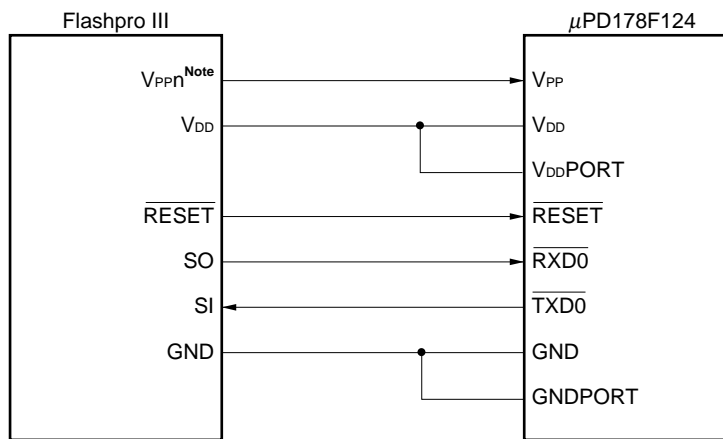 Flashpro III
μPD178F124
VPPnNote
VPP
VDD
VDD
VDDPORT
RESET
RESET
SO
RXD0
SI
TXD0
GND
GND
GNDPORT